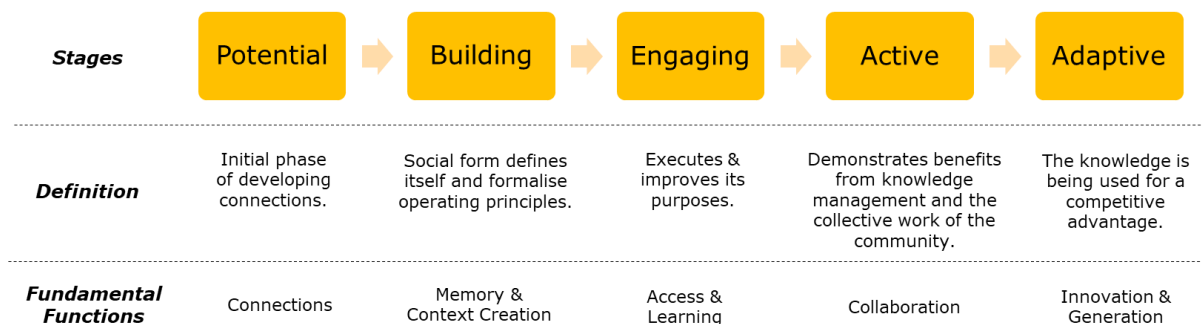 Stages
Potential
Building
Engaging
Active
Adaptive
Definition
Initial phase
of developing
connections.
Social form defines
itself and formalise
operating principles.
Executes &
improves its
purposes.
Demonstrates benefits
from knowledge
management and the
collective work of the
community.
The knowledge is
being used for a
competitive
advantage.
Fundamental
Functions
Connections
Memory &
Context Creation
Access &
Learning
Collaboration
Innovation &
Generation